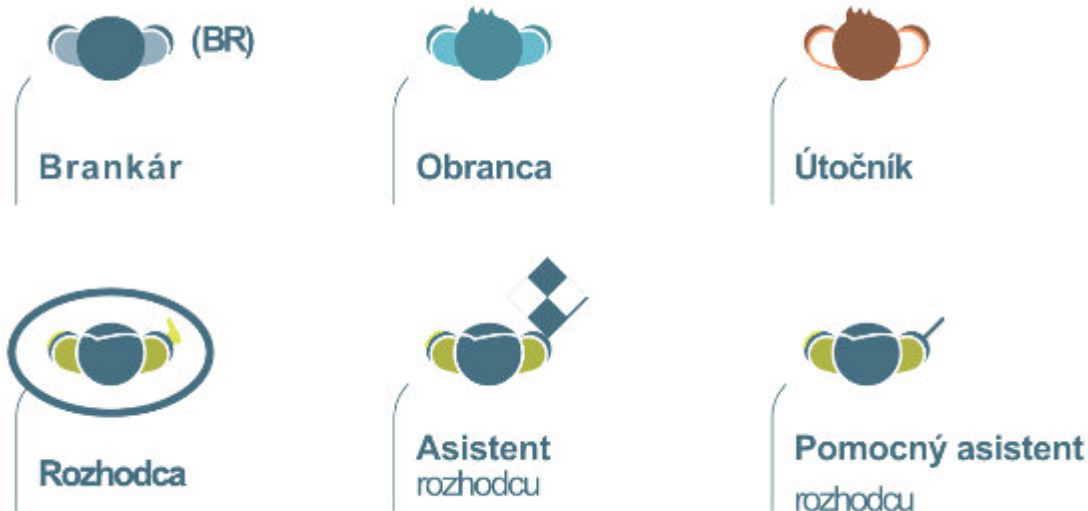 (BR)
Brankár
Obranca
Útočník
Rozhodca
Asistent
rozhodcu
Pomocný asistent
rozhodcu